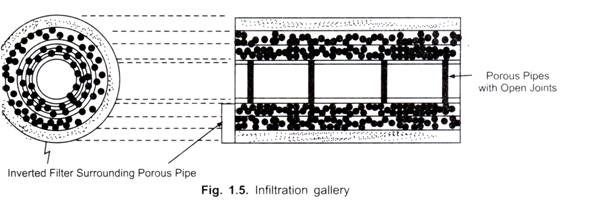 Porous Pipes
with Open Joints
Inverted Filter Surrounding Porous Pipe
Fig. 1.5. Infiltration gallery